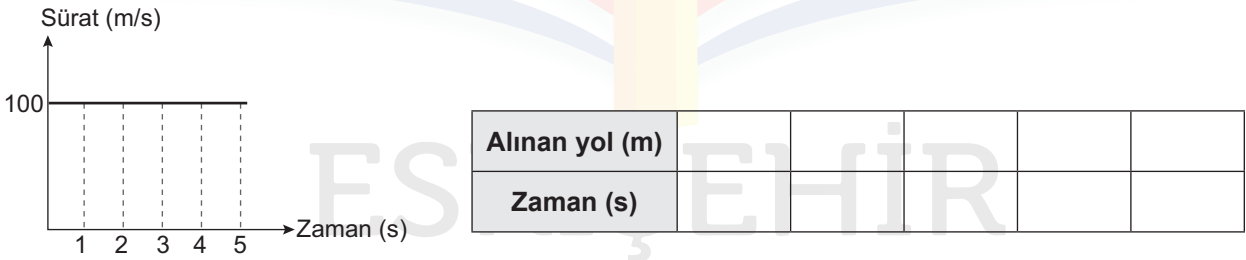 Sürat (m/s)
100
1 2 3 4 5
Zaman (s)
Alınan yol (m)
Zaman (s)
ESKİŞEHİR